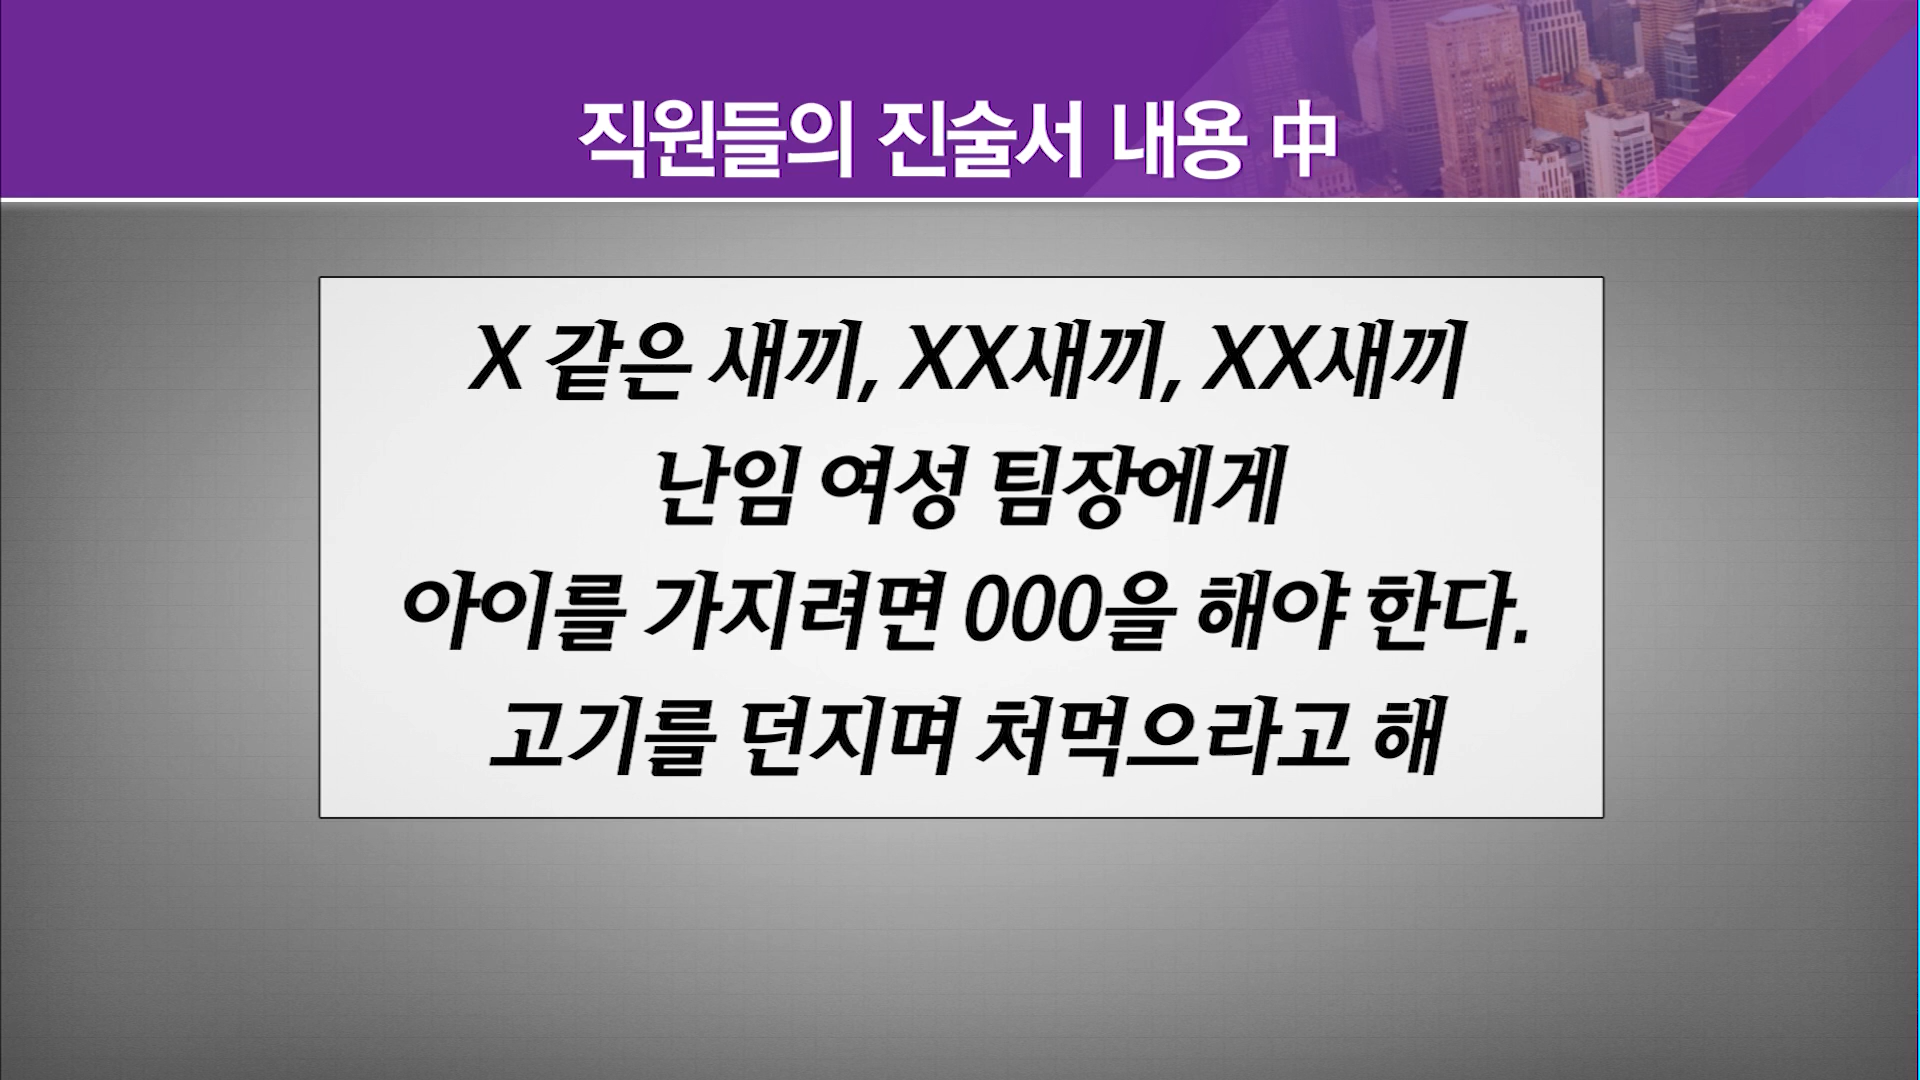 직원들의 진술서 내용 中
X 같은 새끼, XX새끼, XX새끼
난임 여성 팀장에게
아이를 가지려면 000을 해야 한다.
고기를 던지며 처먹으라고 해